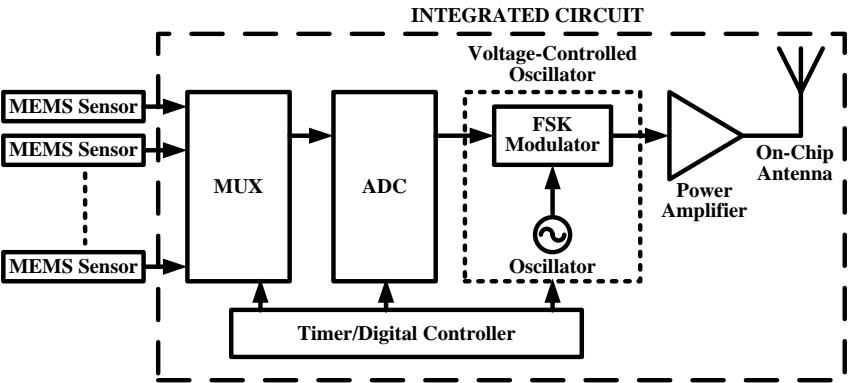 INTEGRATED CIRCUIT
Voltage-Controlled
Oscillator
MEMS Sensor
MEMS Sensor
MEMS Sensor
MUX
ADC
FSK
Modulator
Oscillator
Power
Amplifier
On-Chip
Antenna
Timer/Digital Controller